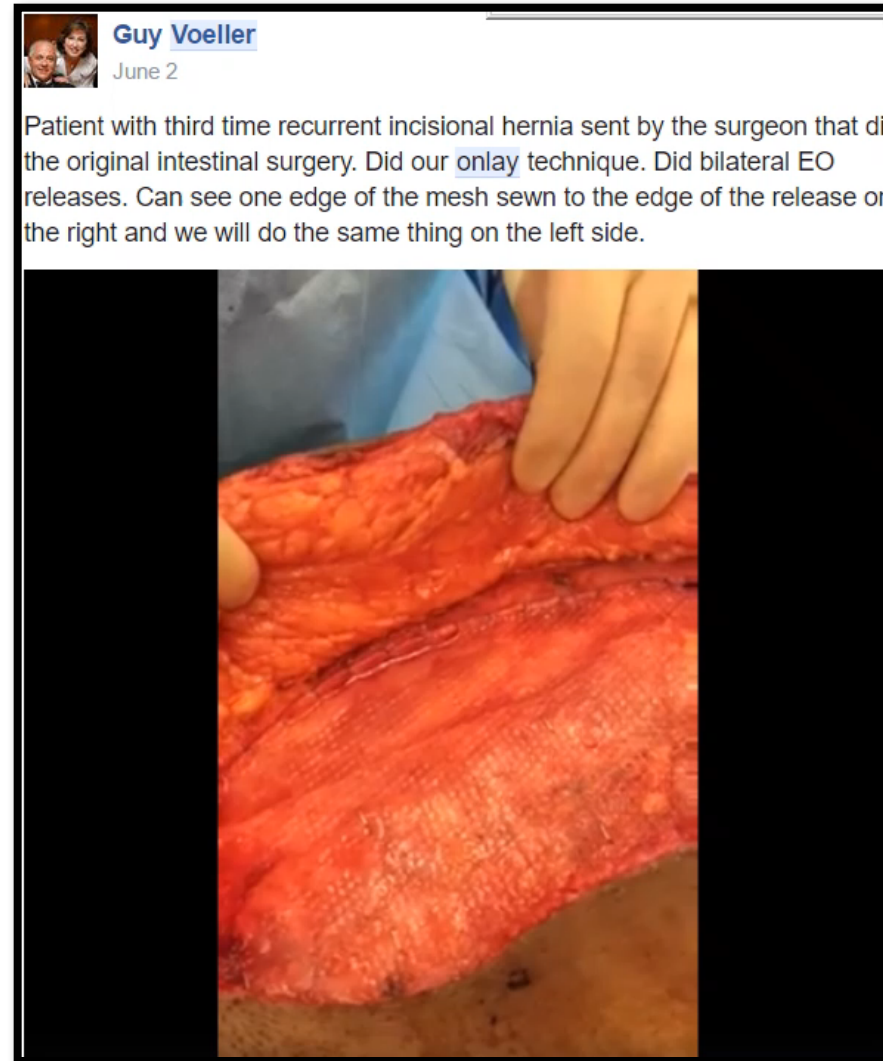 Guy Voeller
June 2
Patient with third time recurrent incisional hernia sent by the surgeon that di
the original intestinal surgery. Did our onlay technique. Did bilateral EO
releases. Can see one edge of the mesh sewn to the edge of the release o
the right and we will do the same thing on the left side.